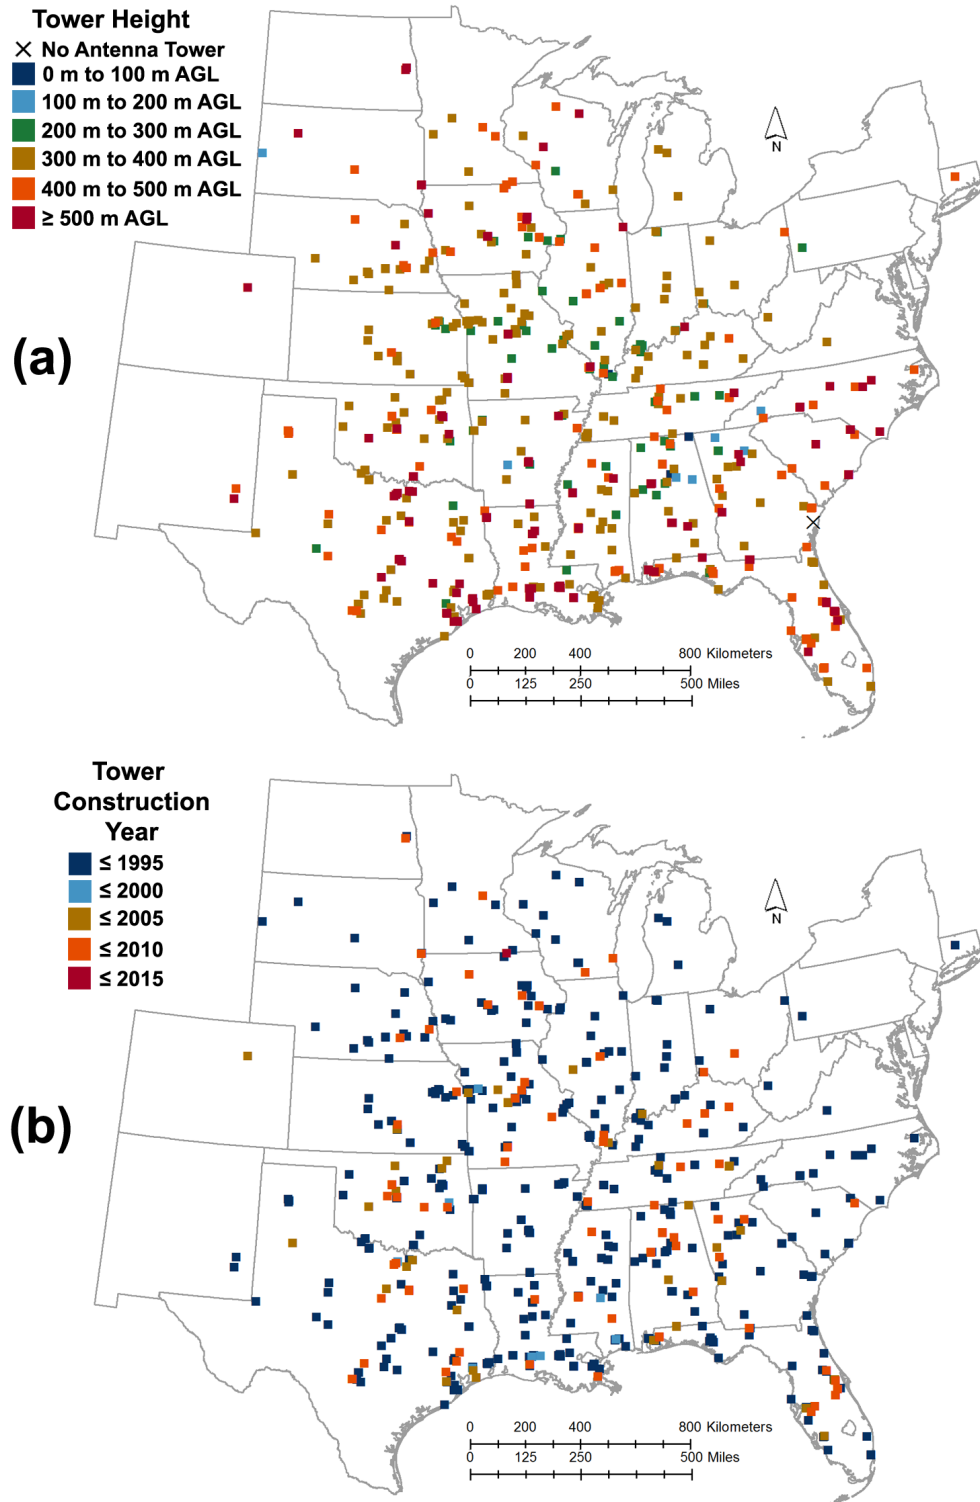 Tower Height
No Antenna Tower
0 m to 100 m AGL
100 m to 200 m AGL
200 m to 300 m AGL
300 m to 400 m AGL
400 m to 500 m AGL
≥ 500 m AGL
N
(a)
0 200 400 800 Kilometers
0 125 250 500 Miles
Tower
Construction
Year
≤ 1995
≤ 2000
≤ 2005
≤ 2010
≤ 2015
N
(b)
0 200 400 800 Kilometers
0 125 250 500 Miles